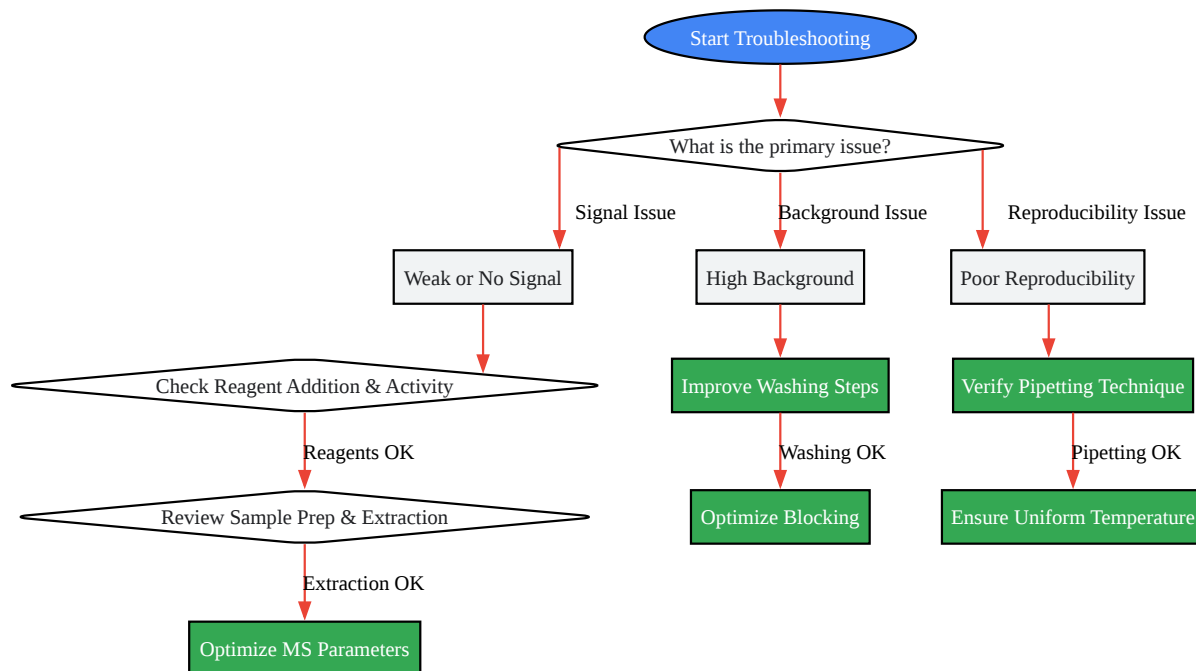 Start Troubleshooting
What is the primary issue?
Signal Issue
Background Issue
Reproducibility Issue
Weak or No Signal
High Background
Poor Reproducibility
Check Reagent Addition & Activity
Improve Washing Steps
Verify Pipetting Technique
Reagents OK
Washing OK
Pipetting OK
Review Sample Prep & Extraction
Optimize Blocking
Ensure Uniform Temperature
Extraction OK
Optimize MS Parameters